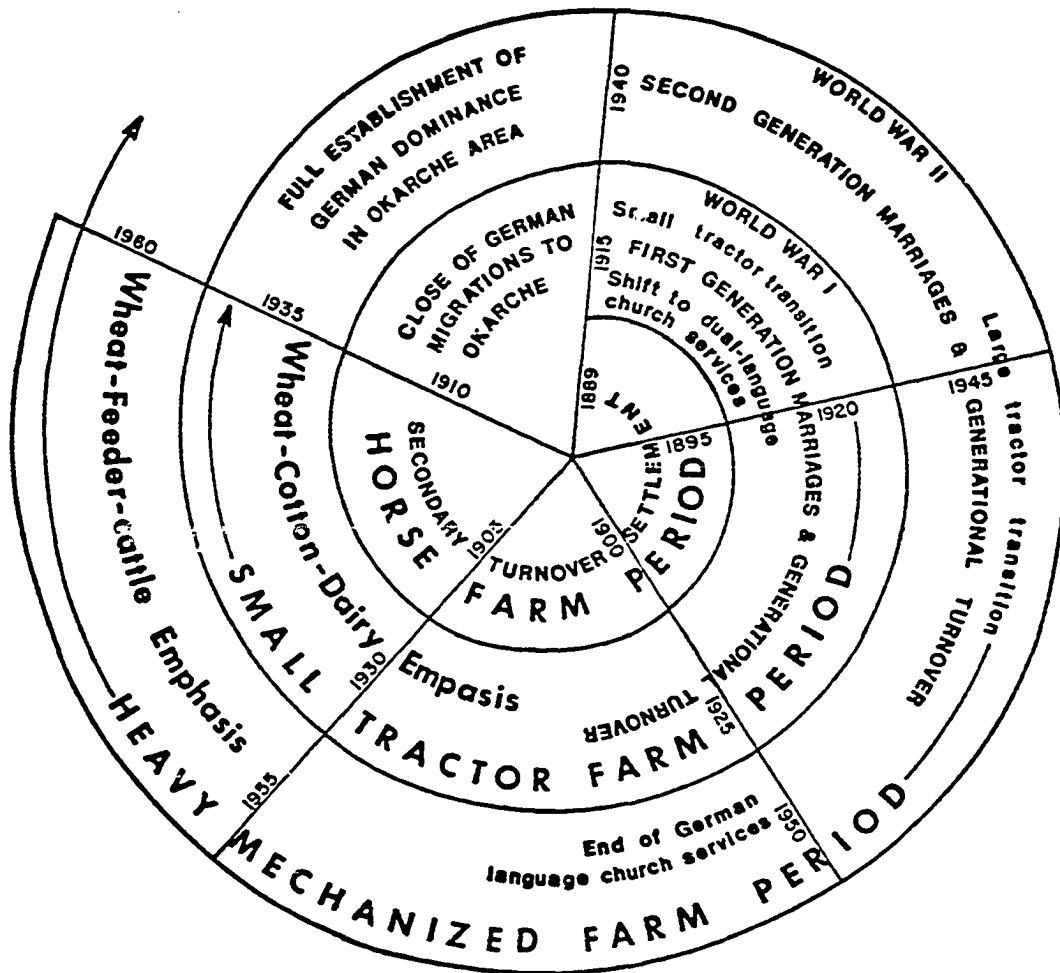 1889
SETTLEMENT
1895
1900
TURNOVER
SECONDARY
1903
HORSE FARM PERIOD
1910
CLOSE OF GERMAN
MIGRATIONS TO
OKARCHE
1915
WORLD WAR I
Small tractor transition
FIRST GENERATION MARRIAGES & GENERATIONAL
TURNOVER
Shift to dual-language
church services
1920
1925
1930
Wheat-Cotton-Dairy Empasis
SMALL TRACTOR FARM PERIOD
1935
FULL ESTABLISHMENT OF
GERMAN DOMINANCE
IN OKARCHE AREA
1940
WORLD WAR II
SECOND GENERATION MARRIAGES &
GENERATIONAL TURNOVER
Large tractor transition
1945
1950
End of German
language church services
1955
Wheat-Feeder-cattle Emphasis
HEAVY MECHANIZED FARM PERIOD
1960